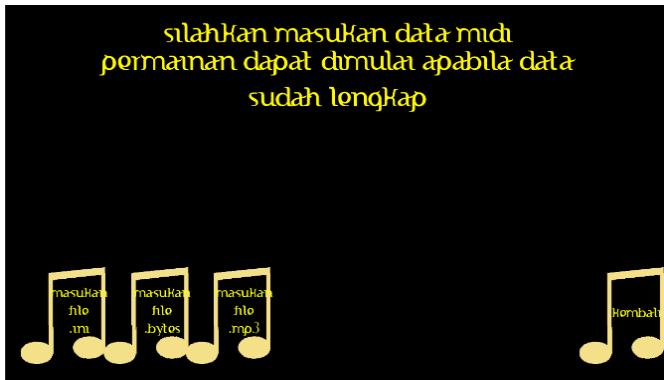 silahkan masukan data midi
permainan dapat dimulai apabila data
sudah lengkap
masukan
file
.ini
masukan
file
.bytes
masukan
file
.mp3
kembali